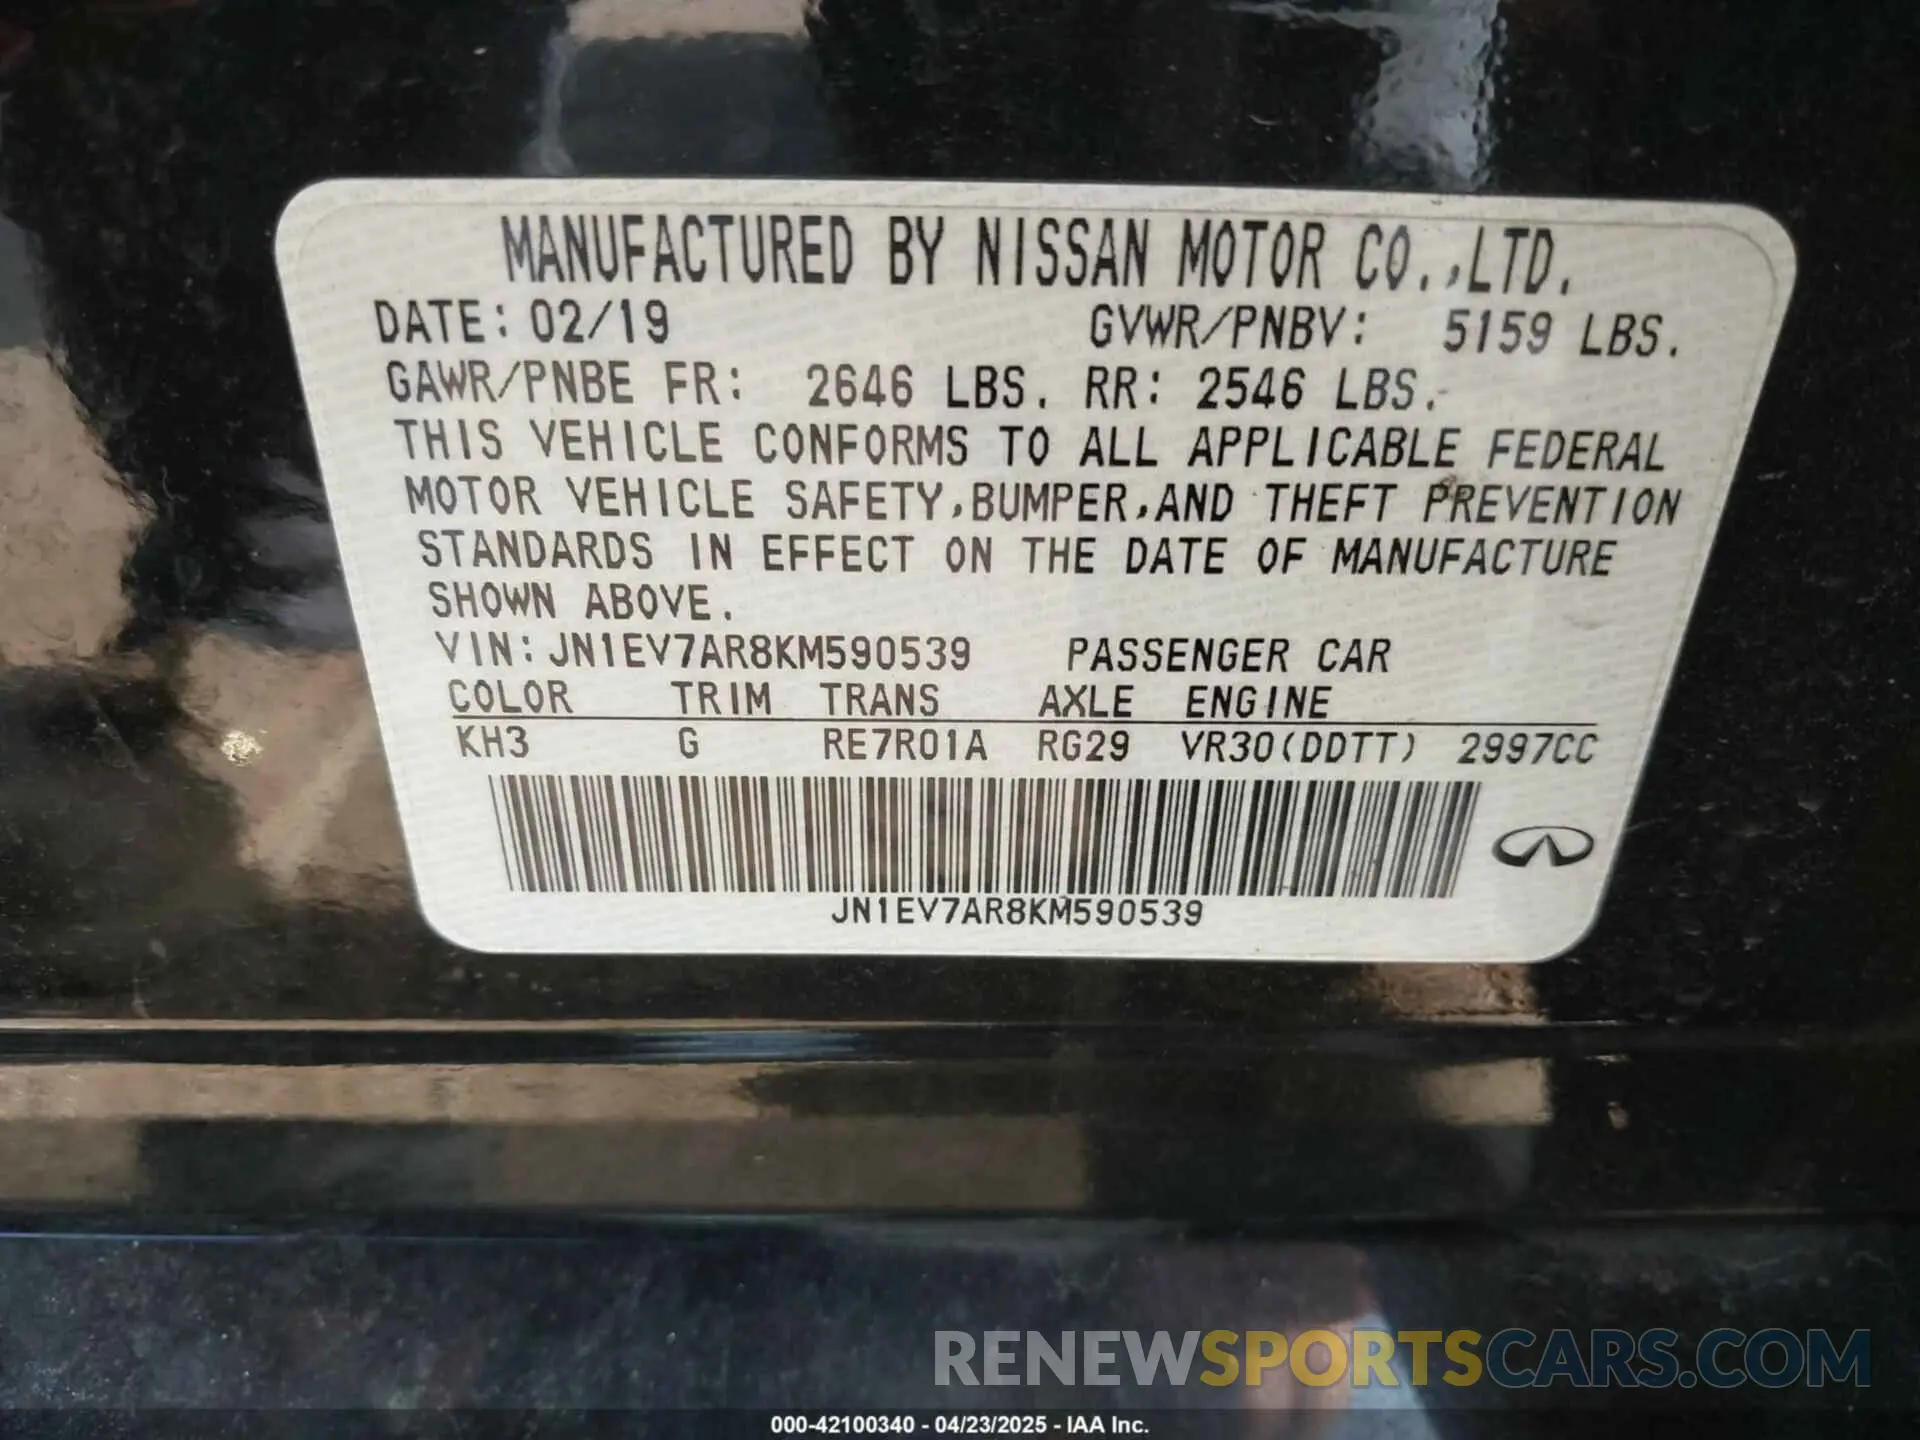 MANUFACTURED BY NISSAN MOTOR CO.,LTD.
DATE: 02/19 GVWR/PNBV: 5159 LBS.
GAWR/PNBE FR: 2646 LBS. RR: 2546 LBS.
THIS VEHICLE CONFORMS TO ALL APPLICABLE FEDERAL
MOTOR VEHICLE SAFETY,BUMPER,AND THEFT PREVENTION
STANDARDS IN EFFECT ON THE DATE OF MANUFACTURE
SHOWN ABOVE.
VIN: JN1EV7AR8KM590539 PASSENGER CAR
COLOR TRIM TRANS AXLE ENGINE
KH3 G RE7R01A RG29 VR30(DDTT) 2997CC
JN1EV7AR8KM590539
RENEWSPORTSCARS.COM
000-42100340 - 04/23/2025 - IAA Inc.